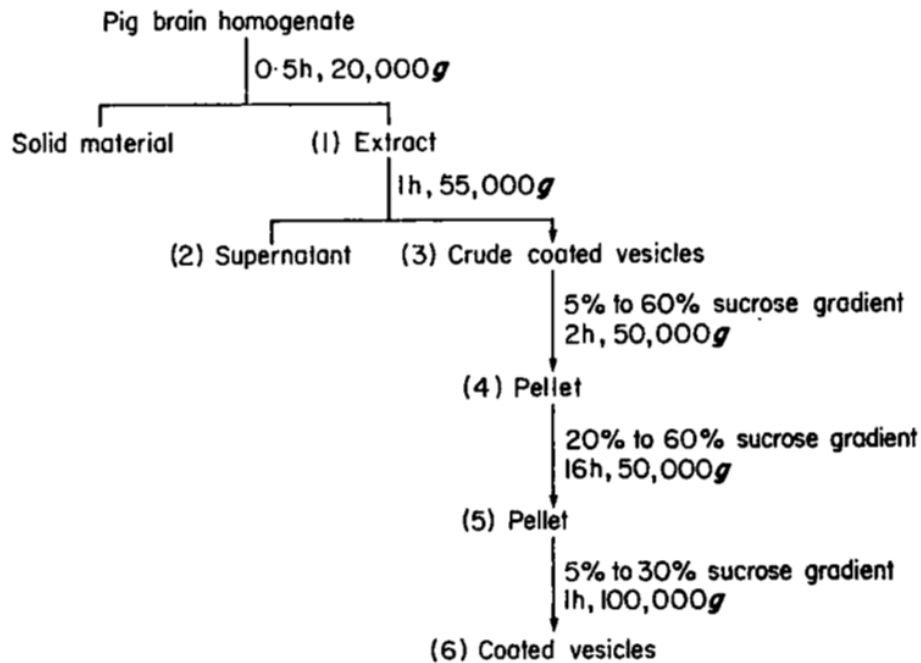 Pig brain homogenate
0·5h, 20,000g
Solid material
(1) Extract
1h, 55,000g
(2) Supernatant
(3) Crude coated vesicles
5% to 60% sucrose gradient
2h, 50,000g
(4) Pellet
20% to 60% sucrose gradient
16h, 50,000g
(5) Pellet
5% to 30% sucrose gradient
1h, 100,000g
(6) Coated vesicles